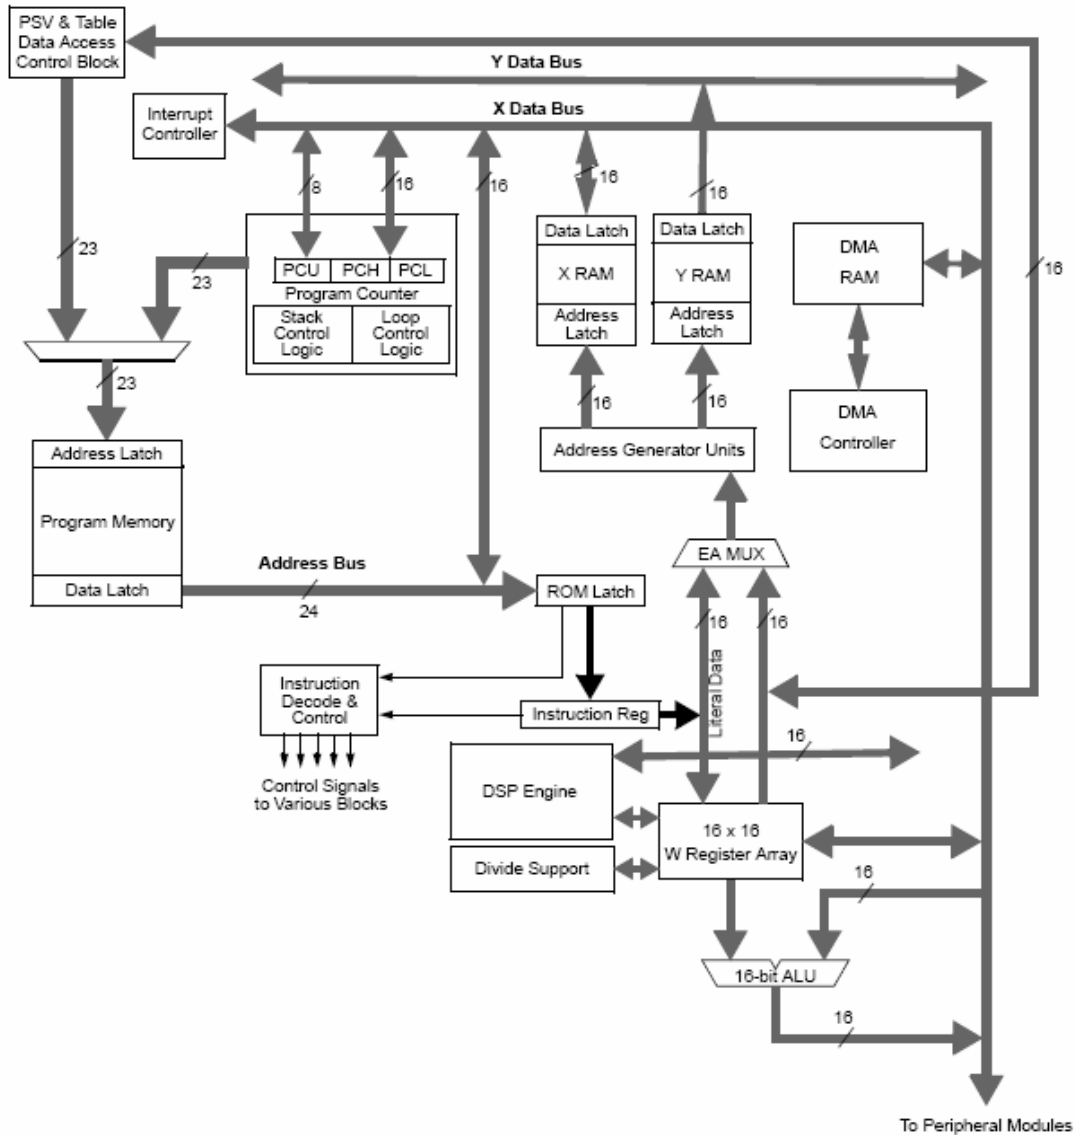 PSV & Table
Data Access
Control Block
Y Data Bus
X Data Bus
Interrupt
Controller
8
16
16
16
16
23
23
16
PCU
PCH
PCL
Program Counter
Stack
Control
Logic
Loop
Control
Logic
Data Latch
X RAM
Address
Latch
Data Latch
Y RAM
Address
Latch
DMA
RAM
23
16
16
DMA
Controller
Address Generator Units
Address Latch
Program Memory
Data Latch
Address Bus
24
EA MUX
ROM Latch
16
16
Literal Data
Instruction
Decode &
Control
Instruction Reg
Control Signals
to Various Blocks
16
DSP Engine
16 x 16
W Register Array
Divide Support
16
16-bit ALU
16
To Peripheral Modules